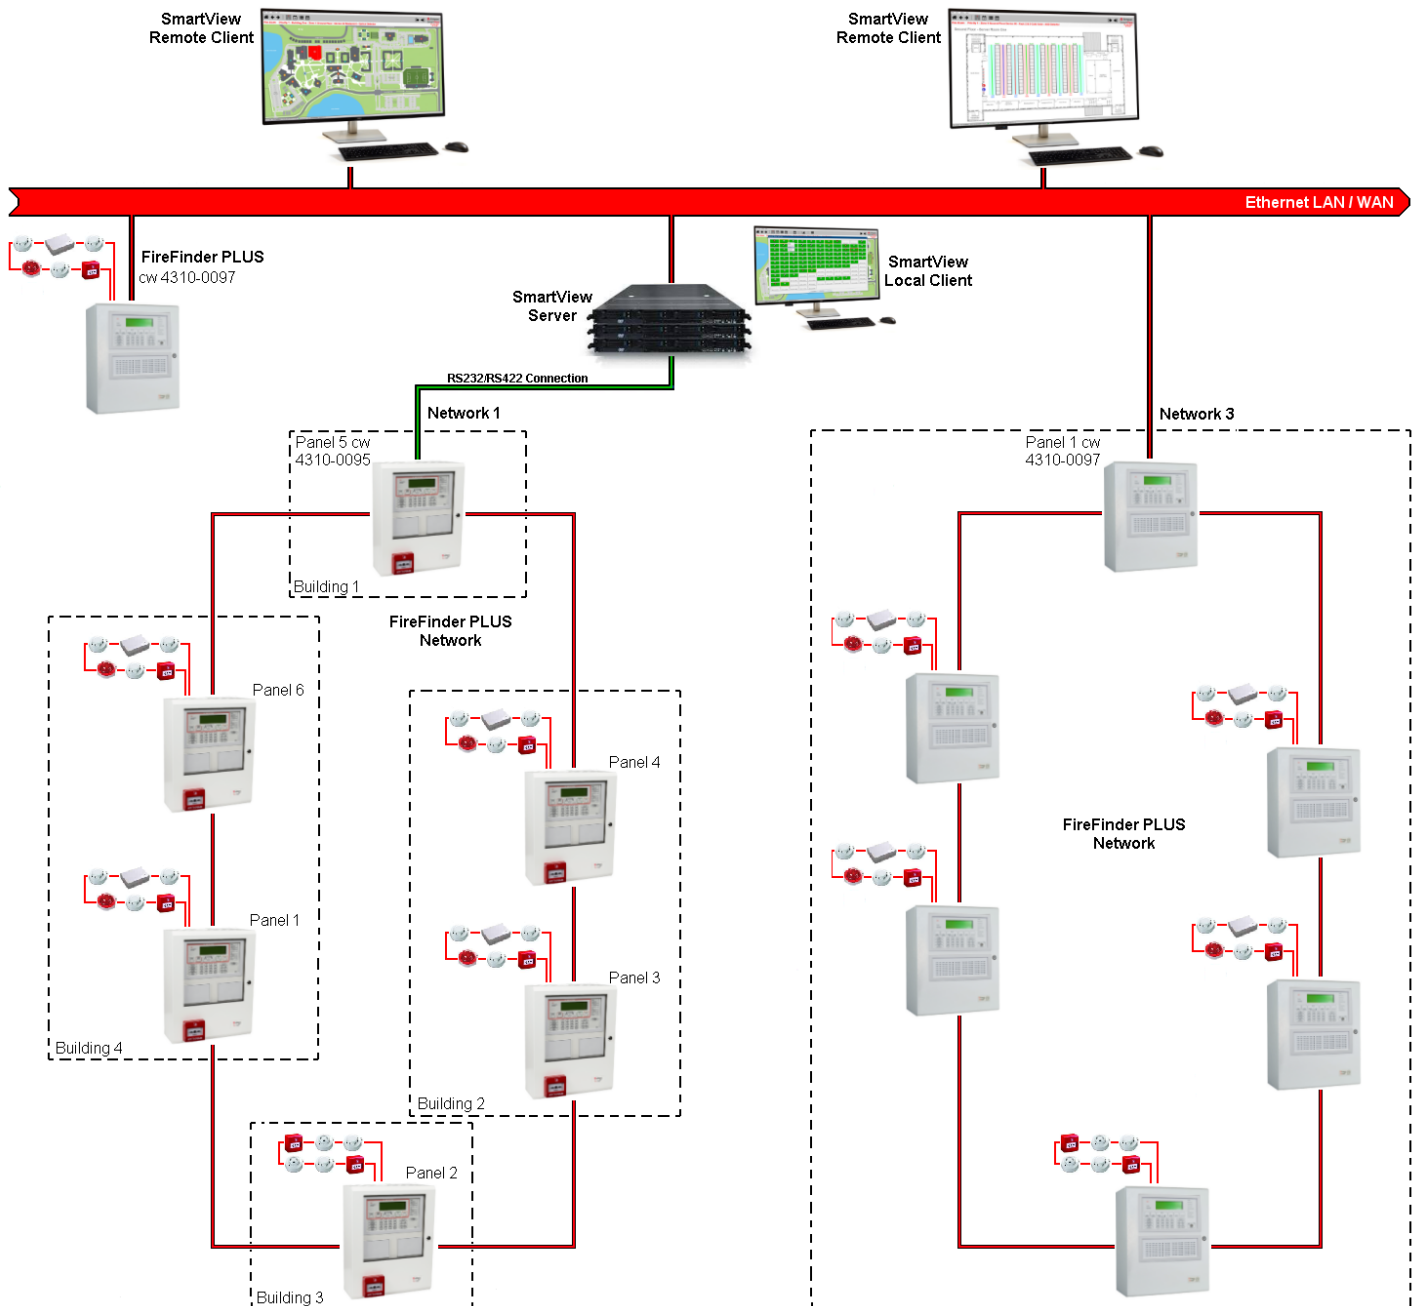 SmartView
Remote Client
SmartView
Remote Client
Ethernet LAN / WAN
FireFinder PLUS
cw 4310-0097
SmartView
Local Client
SmartView
Server
RS232/RS422 Connection
Network 1
Network 3
Panel 5 cw
4310-0095
Panel 1 cw
4310-0097
Building 1
FireFinder PLUS
Network
Panel 6
Panel 4
FireFinder PLUS
Network
Panel 1
Panel 3
Building 4
Building 2
Panel 2
Building 3